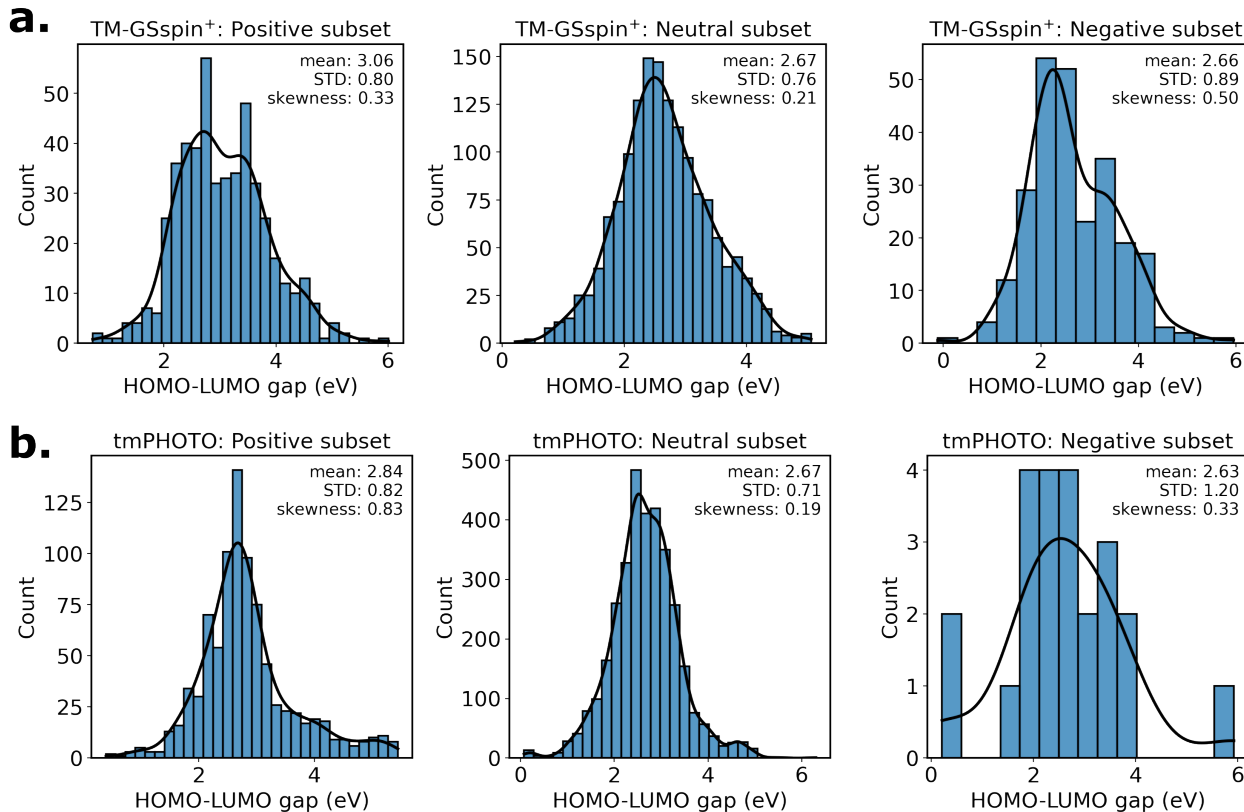 a.
TM-GSspin⁺: Positive subset
mean: 3.06
STD: 0.80
skewness: 0.33
Count
0
10
20
30
40
50
2
4
6
HOMO-LUMO gap (eV)
TM-GSspin⁺: Neutral subset
mean: 2.67
STD: 0.76
skewness: 0.21
Count
0
25
50
75
100
125
150
0
2
4
HOMO-LUMO gap (eV)
TM-GSspin⁺: Negative subset
mean: 2.66
STD: 0.89
skewness: 0.50
Count
0
10
20
30
40
50
0
2
4
6
HOMO-LUMO gap (eV)
b.
tmPHOTO: Positive subset
mean: 2.84
STD: 0.82
skewness: 0.83
Count
0
25
50
75
100
125
2
4
HOMO-LUMO gap (eV)
tmPHOTO: Neutral subset
mean: 2.67
STD: 0.71
skewness: 0.19
Count
0
100
200
300
400
500
0
2
4
6
HOMO-LUMO gap (eV)
tmPHOTO: Negative subset
mean: 2.63
STD: 1.20
skewness: 0.33
Count
0
1
2
3
4
0
2
4
6
HOMO-LUMO gap (eV)